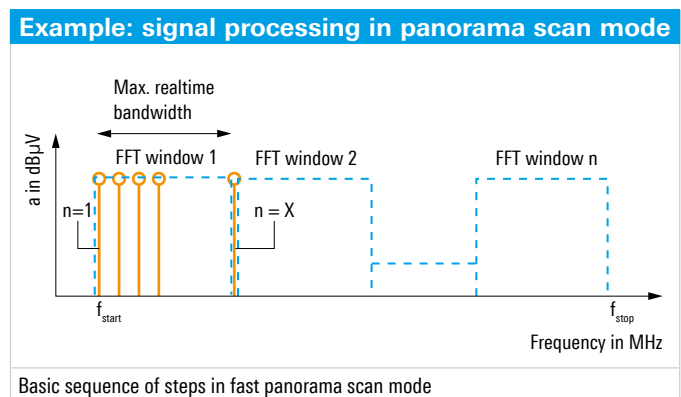 Example: signal processing in panorama scan mode
Max. realtime
bandwidth
a in dBµV
FFT window 1
FFT window 2
FFT window n
n=1
n = X
fstart
fstop
Frequency in MHz
Basic sequence of steps in fast panorama scan mode